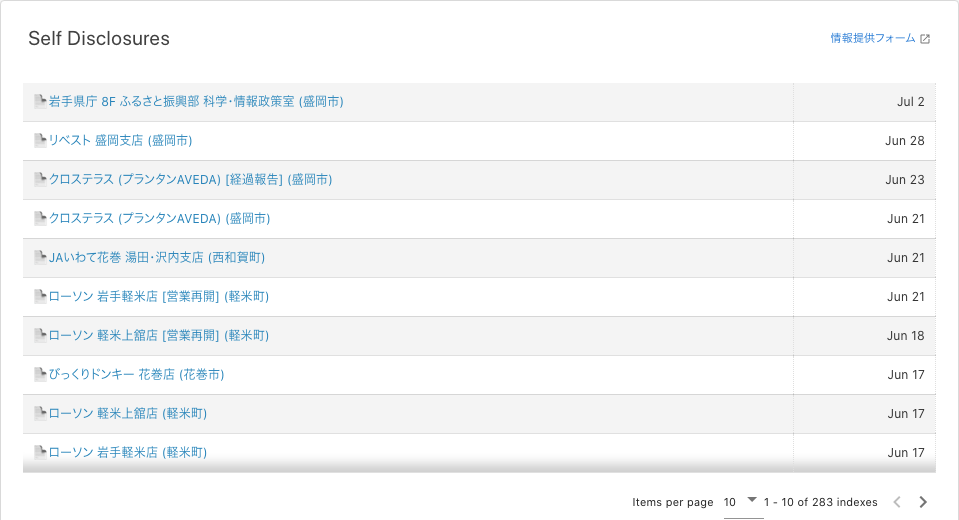 Self Disclosures
情報提供フォーム
岩手県庁 8F ふるさと振興部 科学・情報政策室 (盛岡市) Jul 2
リベスト 盛岡支店 (盛岡市) Jun 28
クロステラス (プランタンAVEDA) [経過報告] (盛岡市) Jun 23
クロステラス (プランタンAVEDA) (盛岡市) Jun 21
JAいわて花巻 湯田・沢内支店 (西和賀町) Jun 21
ローソン 岩手軽米店 [営業再開] (軽米町) Jun 21
ローソン 軽米上舘店 [営業再開] (軽米町) Jun 18
びっくりドンキー 花巻店 (花巻市) Jun 17
ローソン 軽米上舘店 (軽米町) Jun 17
ローソン 岩手軽米店 (軽米町) Jun 17
Items per page 10 1 - 10 of 283 indexes